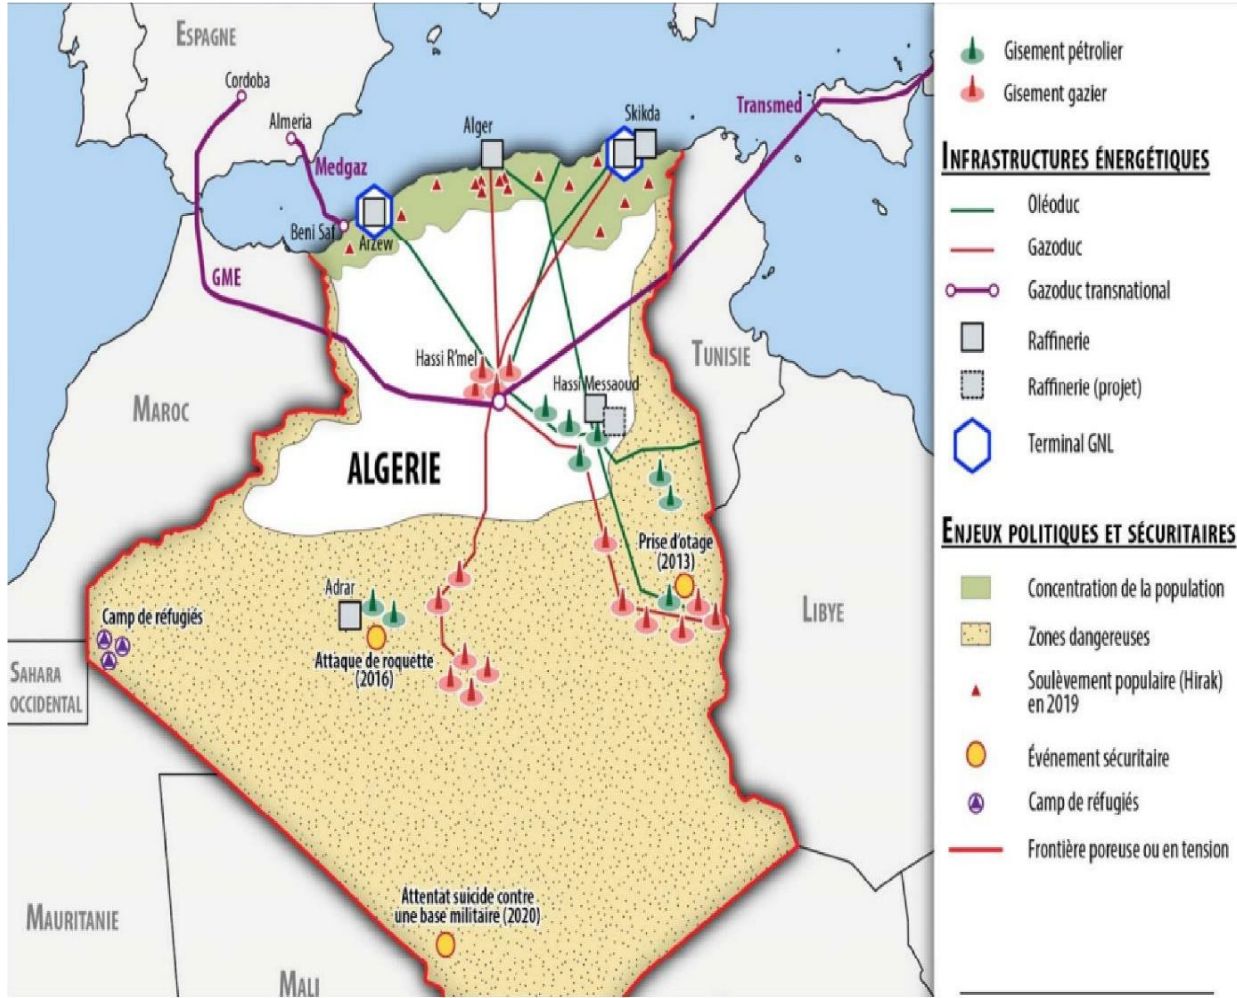 ESPAGNE
Cordoba
Almeria
Medgaz
Beni Saf
Arzew
GME
Alger
Skikda
Transmed
Hassi R'mel
Hassi Messaoud
MAROC
TUNISIE
ALGERIE
Prise d'otage
(2013)
Adrar
Attaque de roquette
(2016)
Camp de réfugiés
SAHARA
OCCIDENTAL
LIBYE
Attentat suicide contre
une base militaire (2020)
MAURITANIE
MALI
Gisement pétrolier
Gisement gazier
INFRASTRUCTURES ÉNERGÉTIQUES
Oléoduc
Gazoduc
Gazoduc transnational
Raffinerie
Raffinerie (projet)
Terminal GNL
ENJEUX POLITIQUES ET SÉCURITAIRES
Concentration de la population
Zones dangereuses
Soulèvement populaire (Hirak)
en 2019
Événement sécuritaire
Camp de réfugiés
Frontière poreuse ou en tension